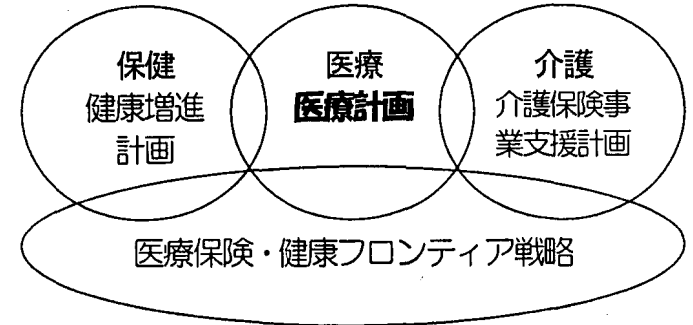 保健
健康増進
計画
医療
医療計画
介護
介護保険事
業支援計画
医療保険・健康フロンティア戦略